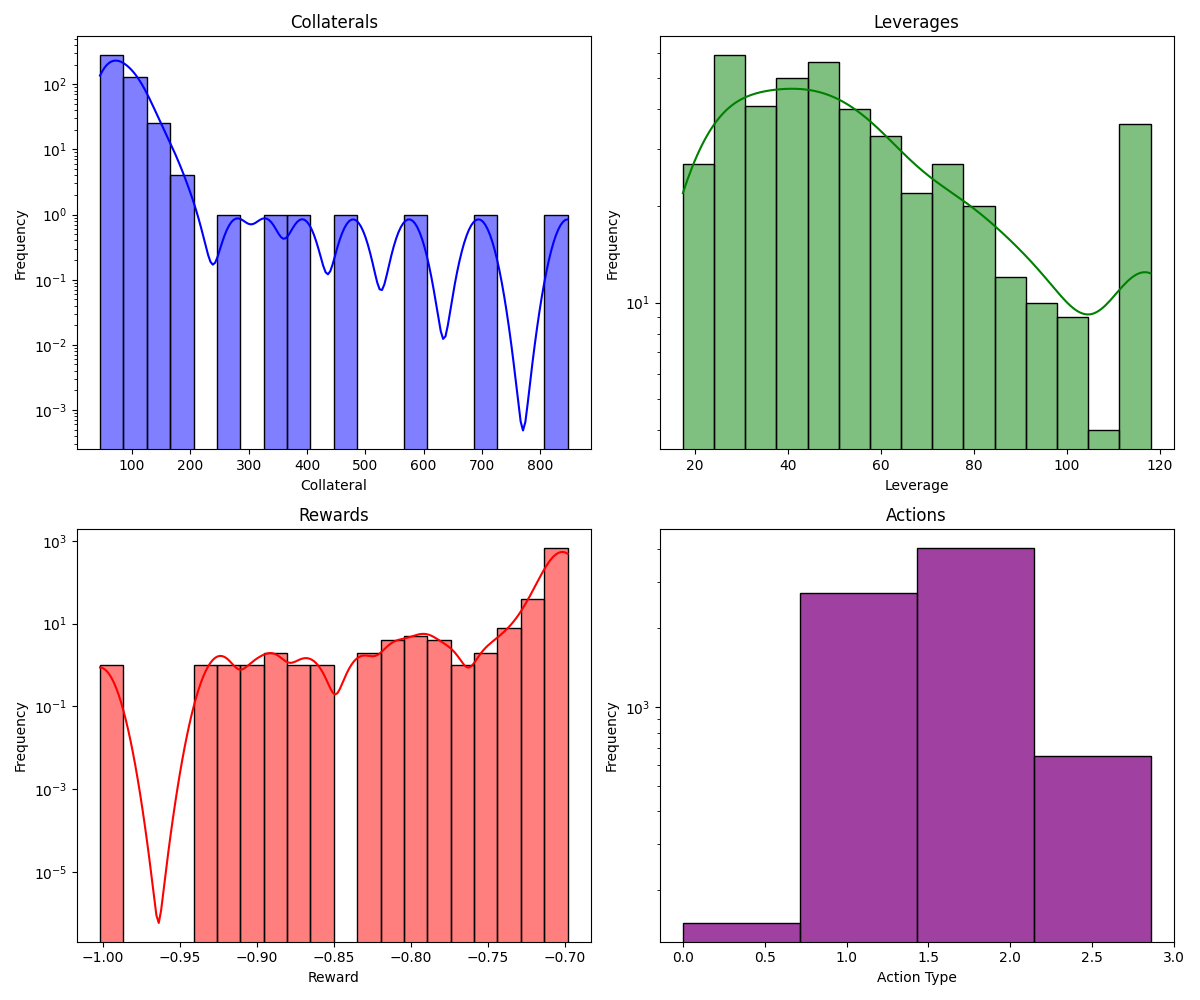 Collaterals
Frequency
10²
10¹
10⁰
10⁻¹
10⁻²
10⁻³
100 200 300 400 500 600 700 800
Collateral
Leverages
Frequency
10¹
20 40 60 80 100 120
Leverage
Rewards
Frequency
10³
10¹
10⁻¹
10⁻³
10⁻⁵
−1.00 −0.95 −0.90 −0.85 −0.80 −0.75 −0.70
Reward
Actions
Frequency
10³
0.0 0.5 1.0 1.5 2.0 2.5 3.0
Action Type